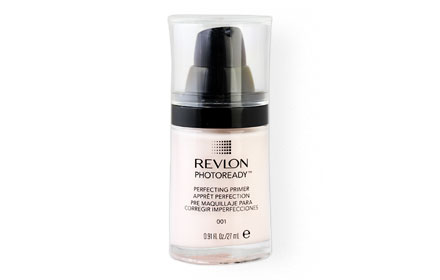 REVLON
PHOTOREADY™
PERFECTING PRIMER
APPRÊT PERFECTION
PRE MAQUILLAJE PARA
CORREGIR IMPERFECCIONES
001
0.91 fl. Oz/27 mL ℮